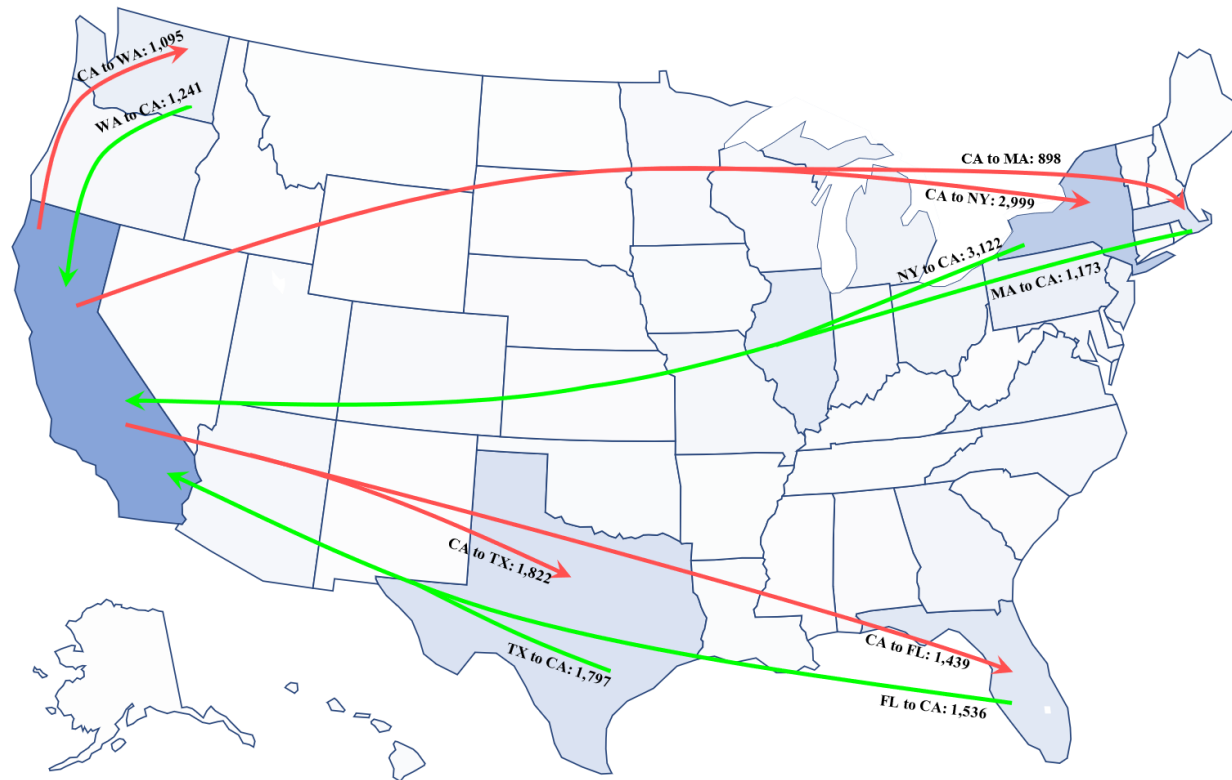 CA to WA: 1,095
WA to CA: 1,241
CA to MA: 898
CA to NY: 2,999
NY to CA: 3,122
MA to CA: 1,173
CA to TX: 1,822
TX to CA: 1,797
CA to FL: 1,439
FL to CA: 1,536